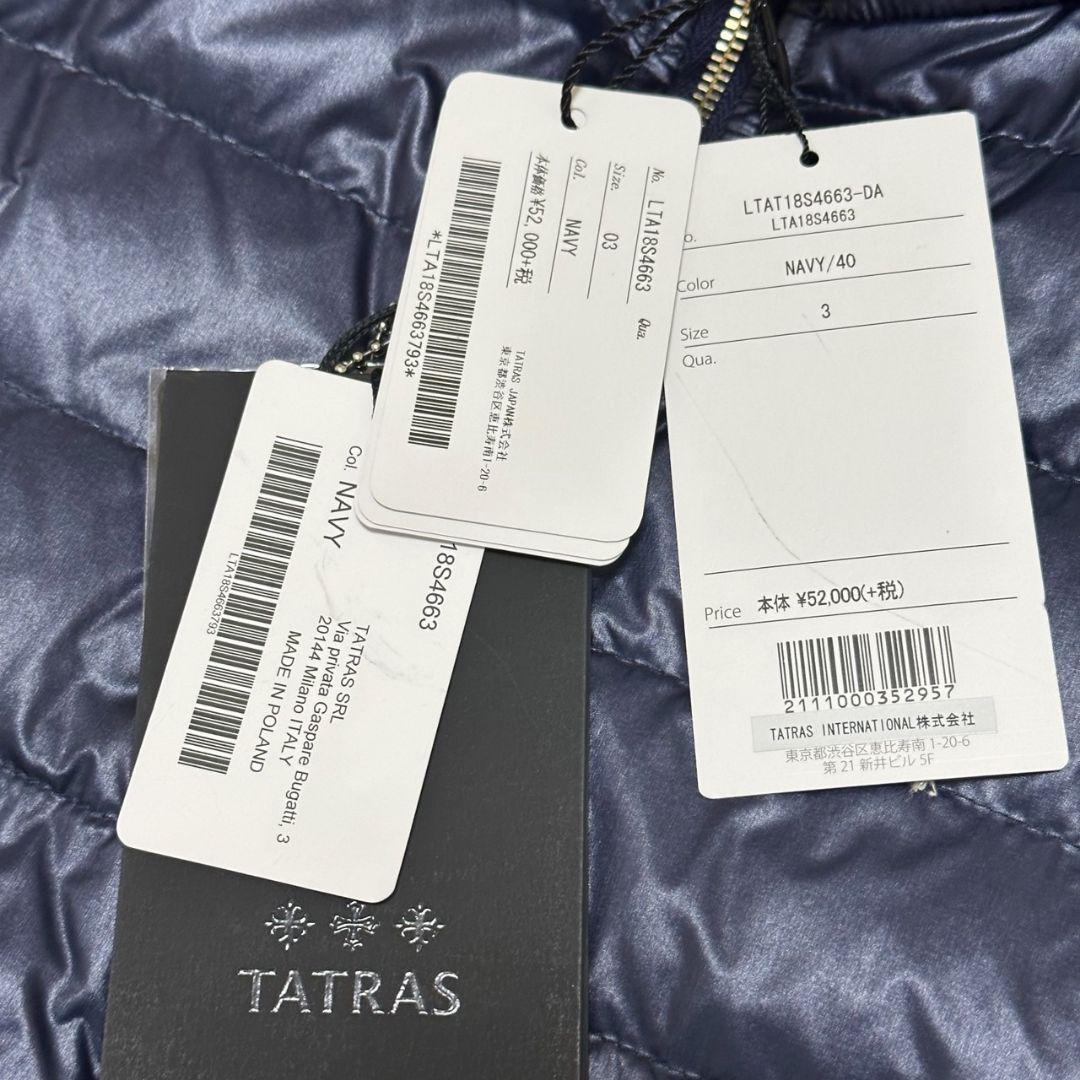 No. LTA18S4663 Qua.
Size. 03
Col. NAVY
本体価格¥52,000+税
*LTA18S4663793*
TATRAS JAPAN株式会社
東京都渋谷区恵比寿南1-20-6
LTAT18S4663-DA
o. LTA18S4663
Color NAVY/40
Size 3
Qua.
Price 本体 ¥52,000(+税)
2111000352957
TATRAS INTERNATIONAL株式会社
東京都渋谷区恵比寿南 1-20-6
第 21 新井ビル 5F
18S4663
Col. NAVY
LTA18S4663793
TATRAS SRL
Via privata Gaspare Bugatti, 3
20144 Milano ITALY
MADE IN POLAND
TATRAS